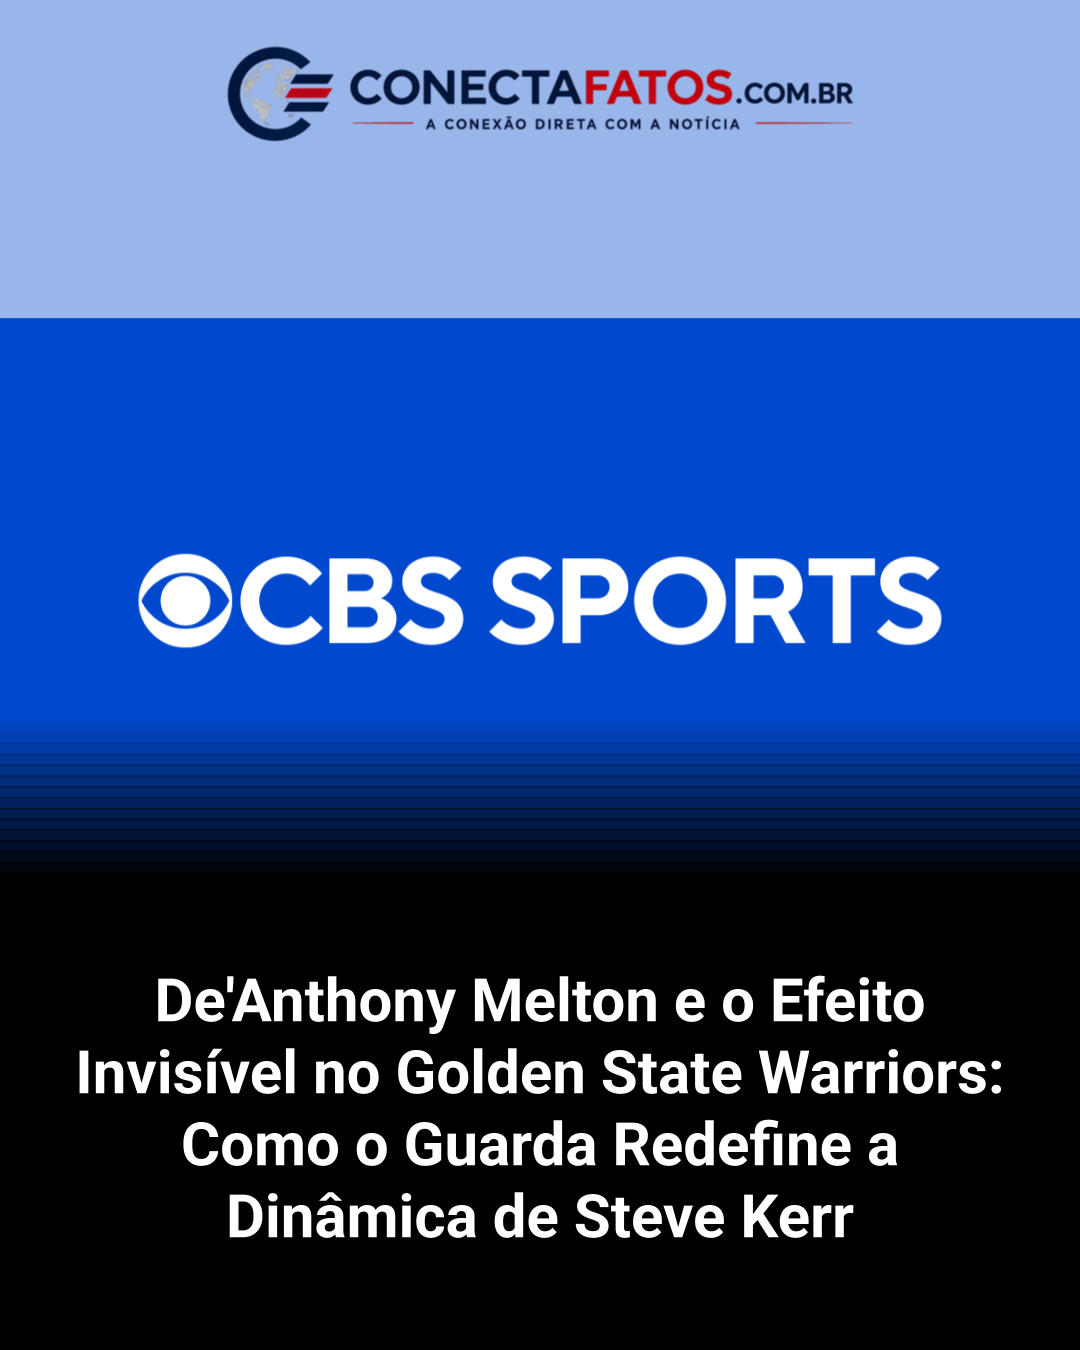 CONECTAFATOS.COM.BR
A CONEXÃO DIRETA COM A NOTÍCIA
CBS SPORTS
De'Anthony Melton e o Efeito
Invisível no Golden State Warriors:
Como o Guarda Redefine a
Dinâmica de Steve Kerr